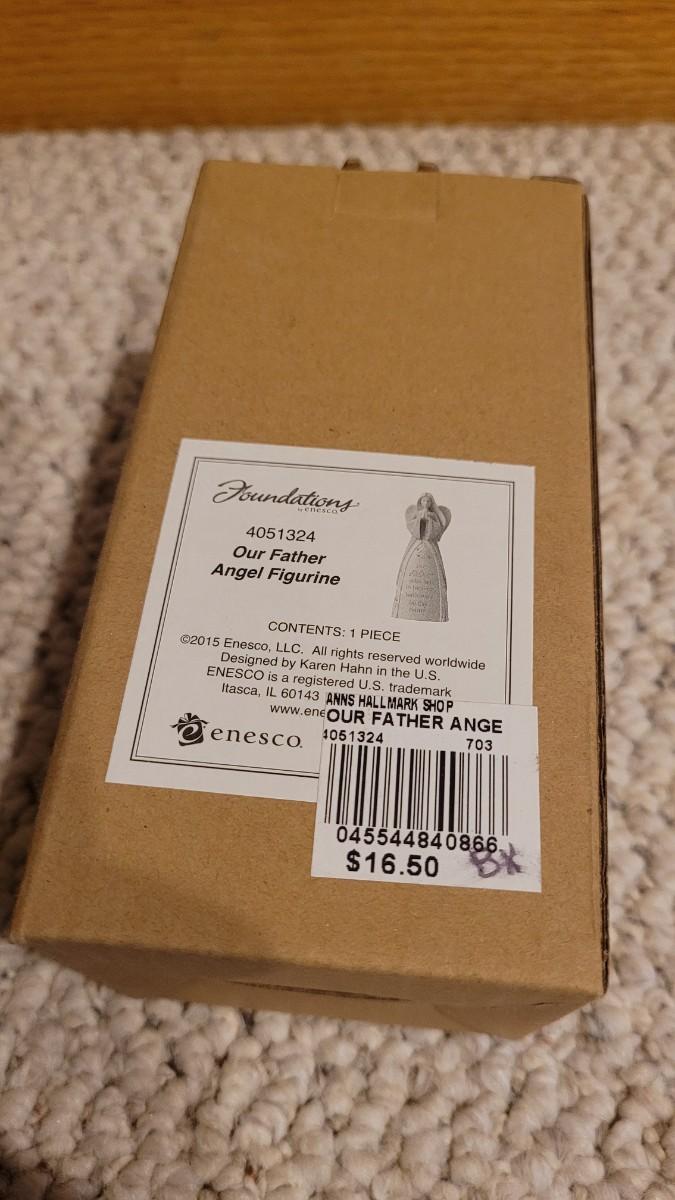 Foundations
by enesco.
4051324
Our Father
Angel Figurine
CONTENTS: 1 PIECE
©2015 Enesco, LLC. All rights reserved worldwide
Designed by Karen Hahn in the U.S.
ENESCO is a registered U.S. trademark
Itasca, IL 60143
www.ene
enesco.
ANNS HALLMARK SHOP
OUR FATHER ANGE
4051324 703
045544840866
$16.50 BX